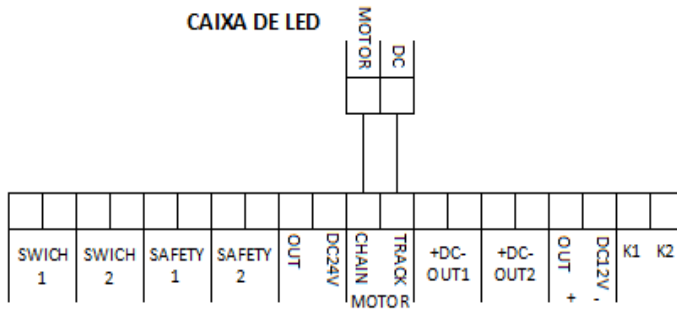 CAIXA DE LED
MOTOR
DC
SWICH 1
SWICH 2
SAFETY 1
SAFETY 2
OUT
DC24V
CHAIN
TRACK
MOTOR
+DC-OUT1
+DC-OUT2
OUT +
DC12V -
K1
K2